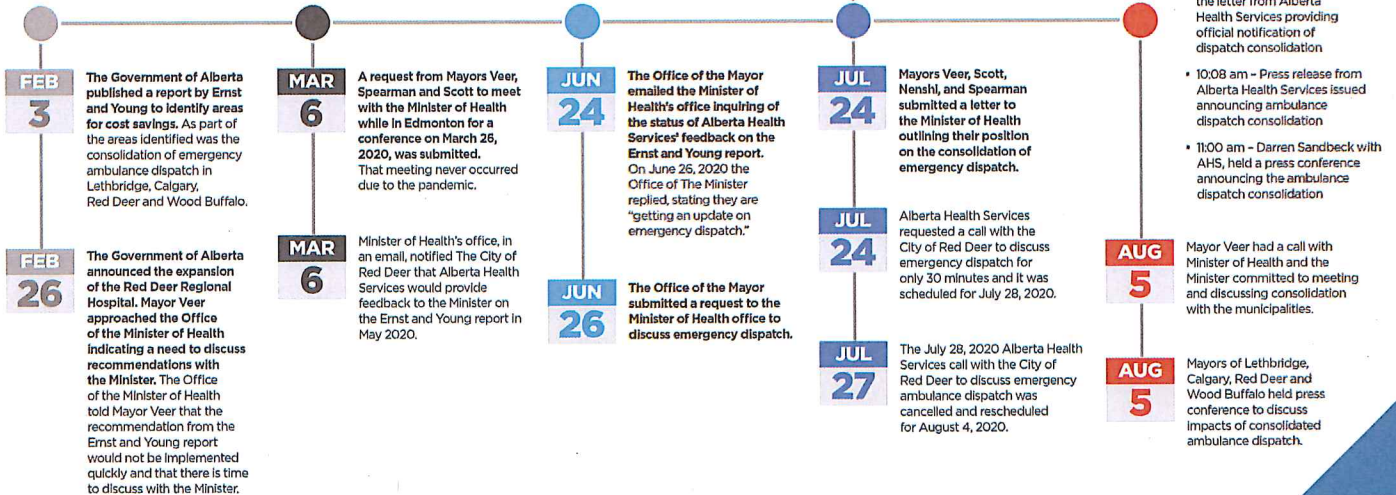 FEB
3
The Government of Alberta
published a report by Ernst
and Young to identify areas
for cost savings. As part of
the areas identified was the
consolidation of emergency
ambulance dispatch in
Lethbridge, Calgary,
Red Deer and Wood Buffalo.
FEB
26
The Government of Alberta
announced the expansion
of the Red Deer Regional
Hospital. Mayor Veer
approached the Office
of the Minister of Health
indicating a need to discuss
recommendations with
the Minister. The Office
of the Minister of Health
told Mayor Veer that the
recommendation from the
Ernst and Young report
would not be implemented
quickly and that there is time
to discuss with the Minister.
MAR
6
A request from Mayors Veer,
Spearman and Scott to meet
with the Minister of Health
while in Edmonton for a
conference on March 26,
2020, was submitted.
That meeting never occurred
due to the pandemic.
MAR
6
Minister of Health's office, in
an email, notified The City of
Red Deer that Alberta Health
Services would provide
feedback to the Minister on
the Ernst and Young report in
May 2020.
JUN
24
The Office of the Mayor
emailed the Minister of
Health's office inquiring of
the status of Alberta Health
Services' feedback on the
Ernst and Young report.
On June 26, 2020 the
Office of The Minister
replied, stating they are
"getting an update on
emergency dispatch."
JUN
26
The Office of the Mayor
submitted a request to the
Minister of Health office to
discuss emergency dispatch.
JUL
24
Mayors Veer, Scott,
Nenshi, and Spearman
submitted a letter to
the Minister of Health
outlining their position
on the consolidation of
emergency dispatch.
JUL
24
Alberta Health Services
requested a call with the
City of Red Deer to discuss
emergency dispatch for
only 30 minutes and it was
scheduled for July 28, 2020.
JUL
27
The July 28, 2020 Alberta Health
Services call with the City of
Red Deer to discuss emergency
ambulance dispatch was
cancelled and rescheduled
for August 4, 2020.
the letter from Alberta
Health Services providing
official notification of
dispatch consolidation
▪ 10:08 am – Press release from
Alberta Health Services issued
announcing ambulance
dispatch consolidation
▪ 11:00 am – Darren Sandbeck with
AHS, held a press conference
announcing the ambulance
dispatch consolidation
AUG
5
Mayor Veer had a call with
Minister of Health and the
Minister committed to meeting
and discussing consolidation
with the municipalities.
AUG
5
Mayors of Lethbridge,
Calgary, Red Deer and
Wood Buffalo held press
conference to discuss
impacts of consolidated
ambulance dispatch.